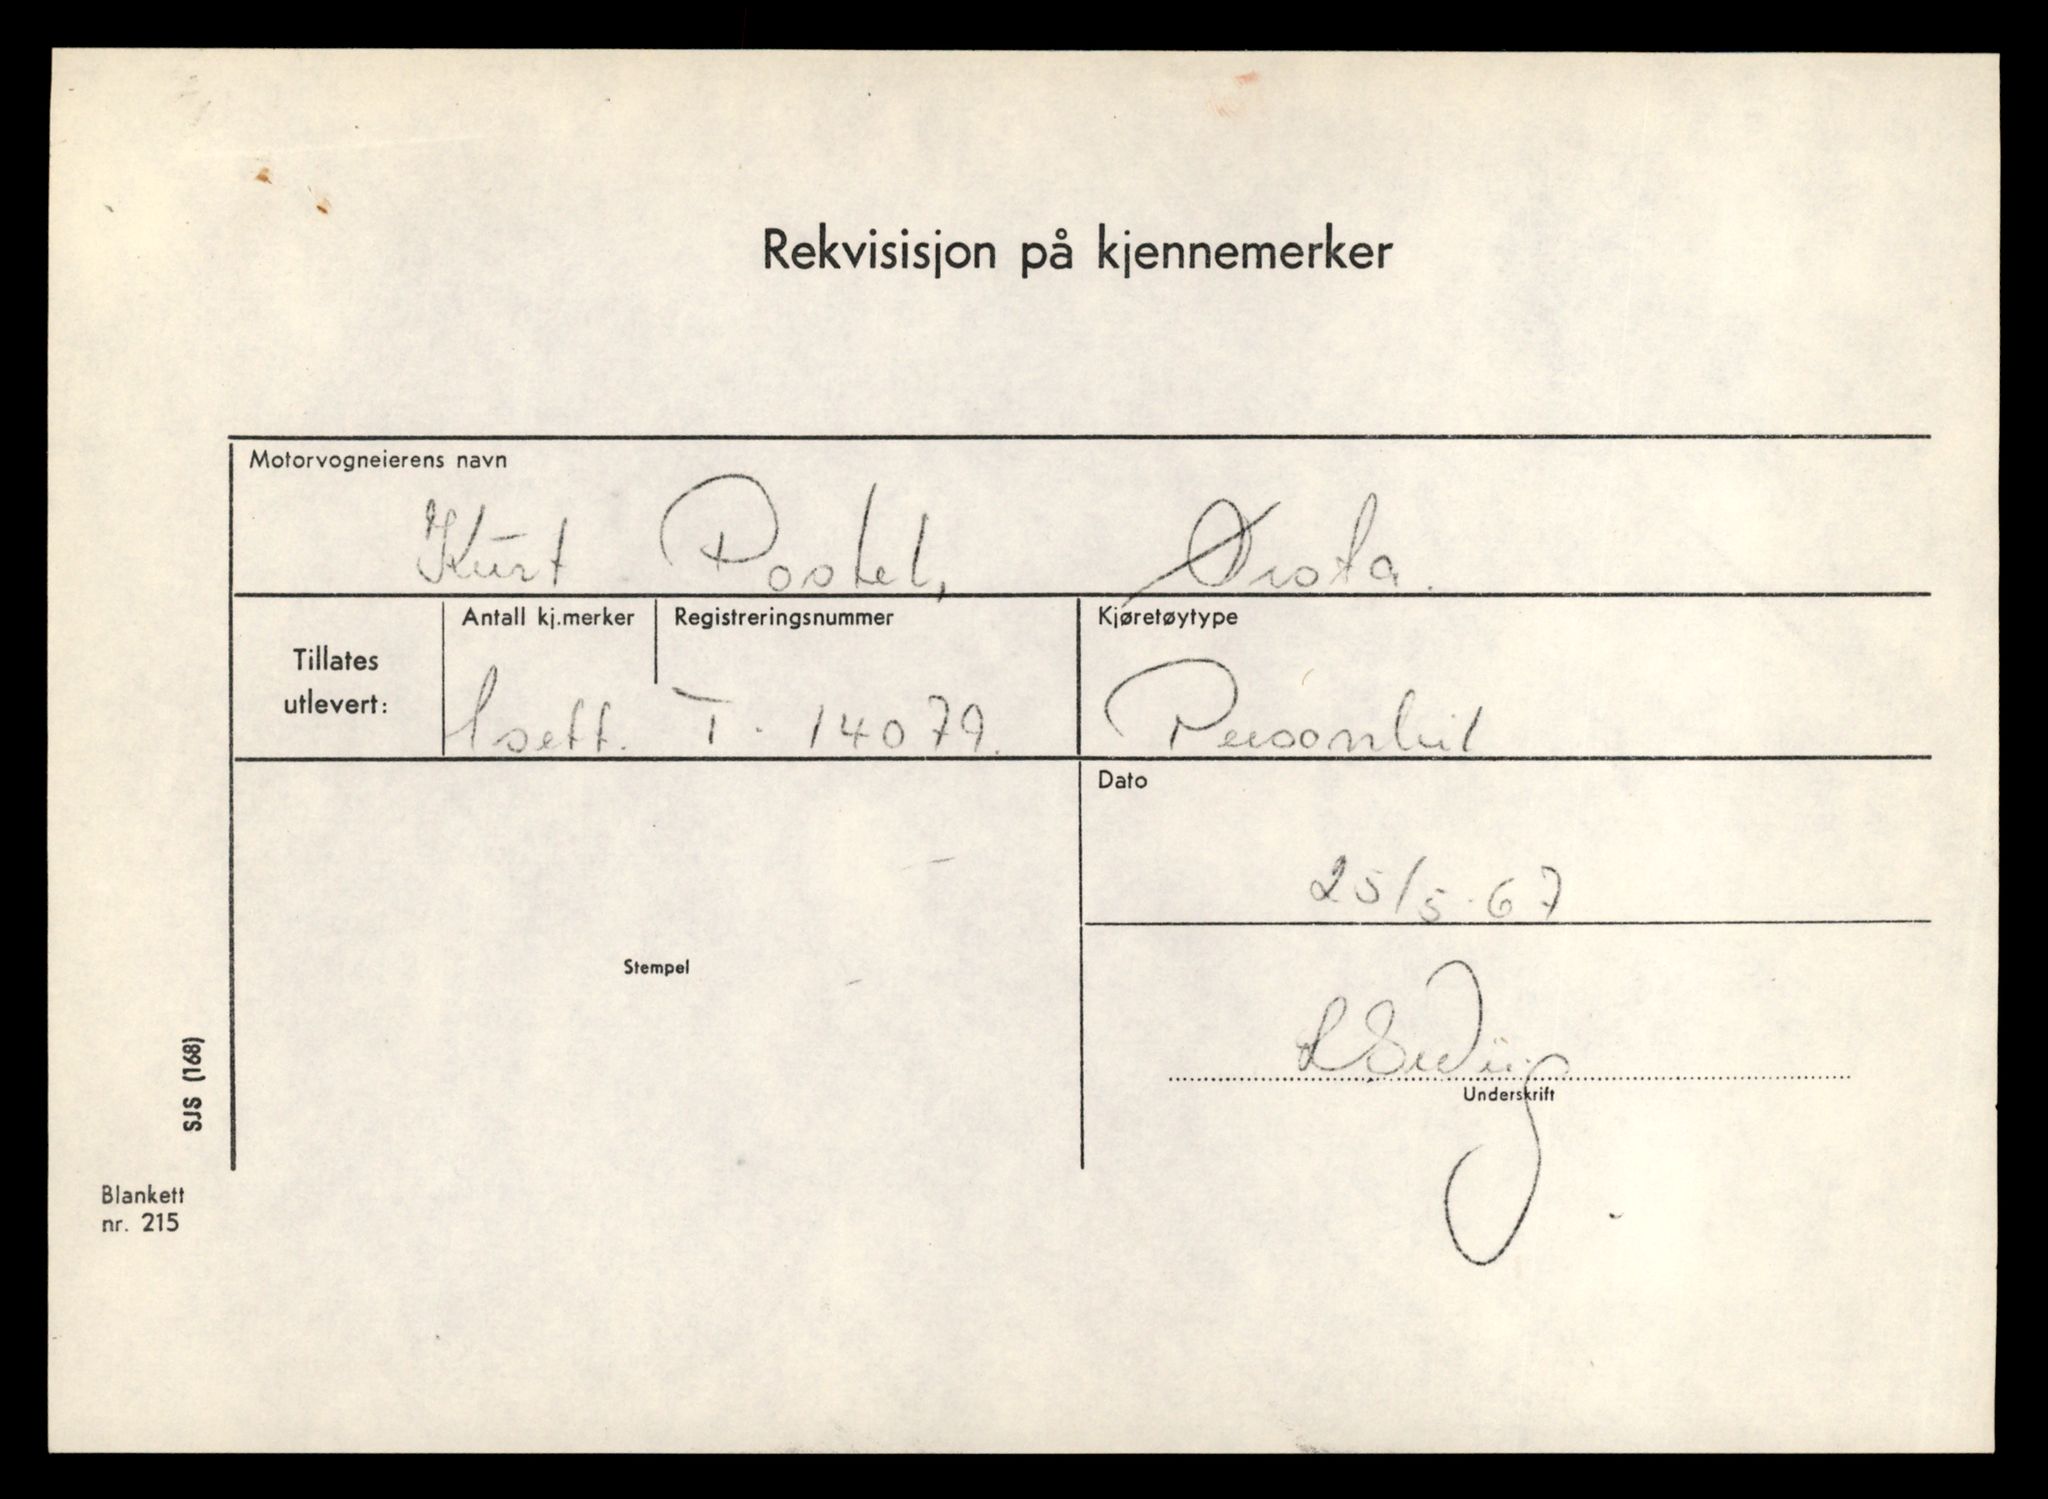 Rekvisisjon på kjennemerker
Motorvogneierens navn
Kurt Postel, Ørsta.
Tillates utlevert:
Antall kj.merker
1 sett.
Registreringsnummer
T - 14079.
Kjøretøytype
Personbil
Dato
25/5-67
Stempel
Underskrift
SJS (168)
Blankett
nr. 215